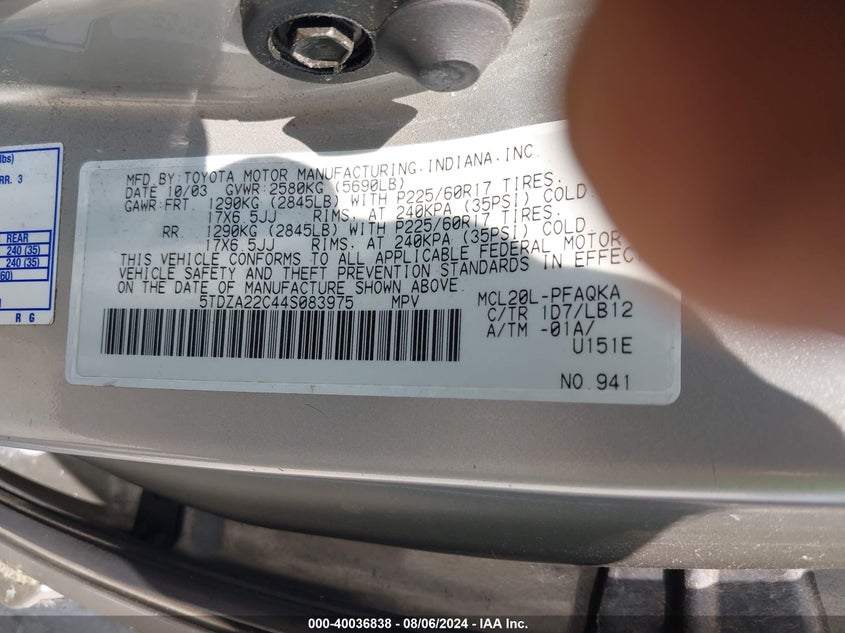 lbs)
RR. 3
REAR
240 (35)
240 (35)
60)
R G
MFD.BY:TOYOTA MOTOR MANUFACTURING,INDIANA,INC.
DATE 10/03 GVWR:2580KG (5690LB)
GAWR:FRT. 1290KG (2845LB) WITH P225/60R17 TIRES.
17X6.5JJ RIMS. AT 240KPA (35PSI) COLD
RR. 1290KG (2845LB) WITH P225/60R17 TIRES.
17X6.5JJ RIMS. AT 240KPA (35PSI) COLD.
THIS VEHICLE CONFORMS TO ALL APPLICABLE FEDERAL MOTOR
VEHICLE SAFETY AND THEFT PREVENTION STANDARDS IN EFFECT
ON THE DATE OF MANUFACTURE SHOWN ABOVE.
5TDZA22C44S083975 MPV MCL20L-PFAQKA
C/TR 1D7/LB12
A/TM -01A/
U151E
NO.941
000-40036838 - 08/06/2024 - IAA Inc.